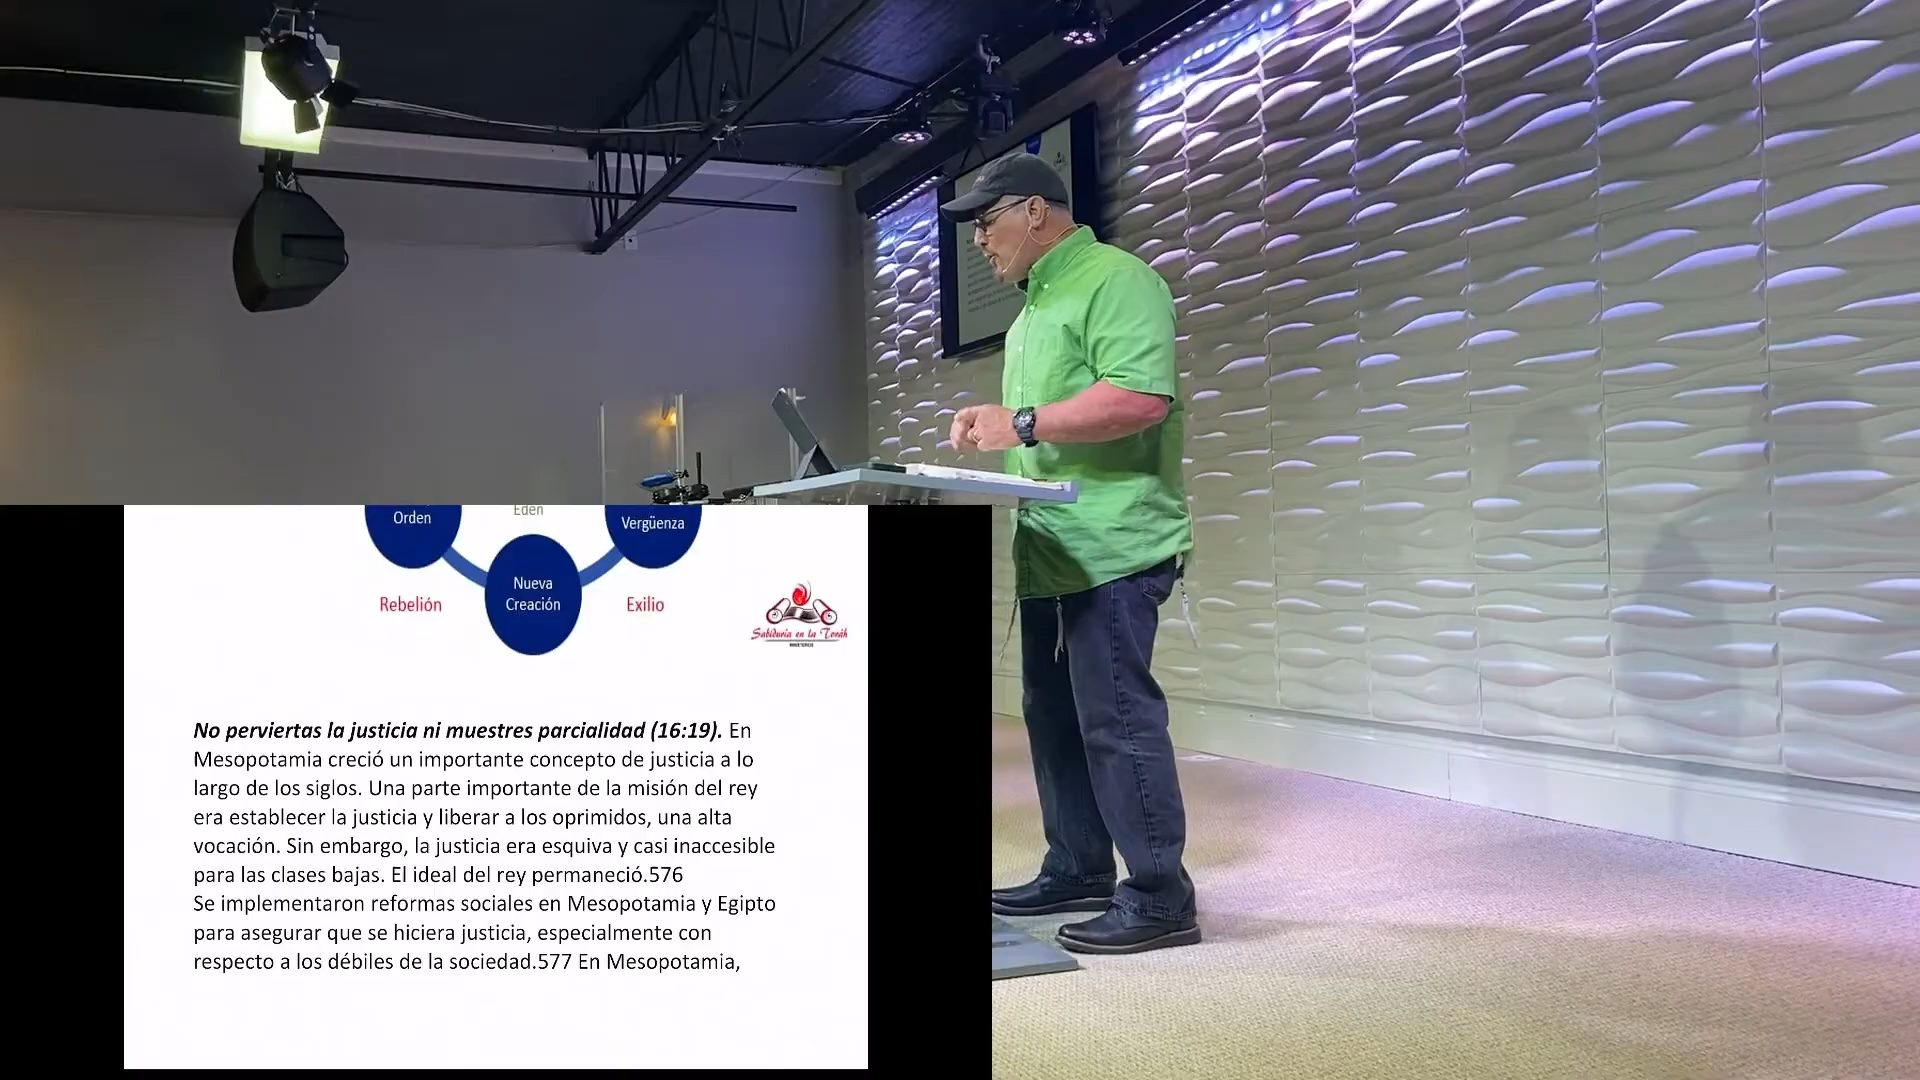 Orden
Eden
Vergüenza
Nueva
Creación
Rebelión
Exilio
Sabiduría en la Toráh
MINISTERIO
No perviertas la justicia ni muestres parcialidad (16:19). En
Mesopotamia creció un importante concepto de justicia a lo
largo de los siglos. Una parte importante de la misión del rey
era establecer la justicia y liberar a los oprimidos, una alta
vocación. Sin embargo, la justicia era esquiva y casi inaccesible
para las clases bajas. El ideal del rey permaneció.576
Se implementaron reformas sociales en Mesopotamia y Egipto
para asegurar que se hiciera justicia, especialmente con
respecto a los débiles de la sociedad.577 En Mesopotamia,